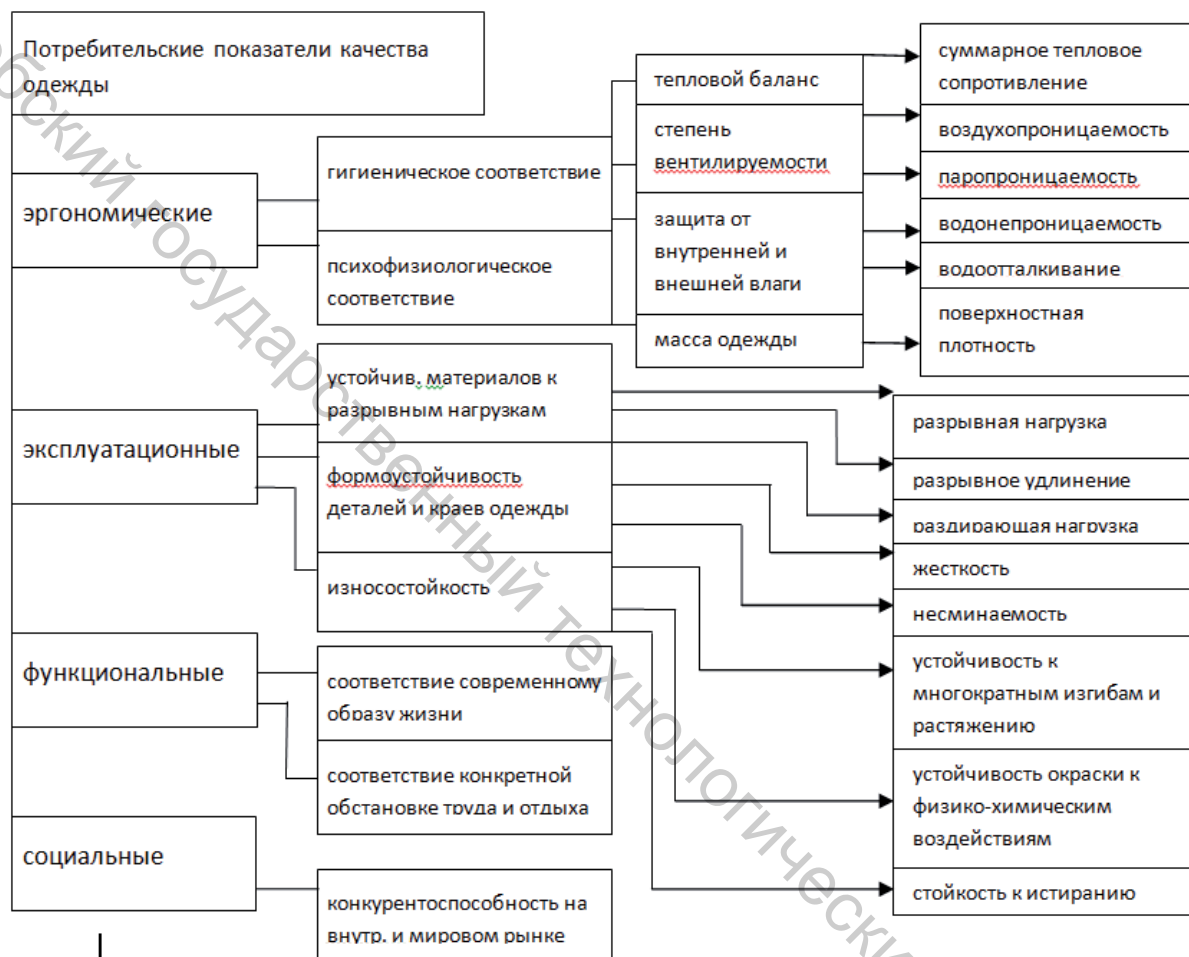 Потребительские показатели качества
одежды
эргономические
эксплуатационные
функциональные
социальные
гигиеническое соответствие
психофизиологическое
соответствие
устойчив. материалов к
разрывным нагрузкам
формоустойчивость
деталей и краев одежды
износостойкость
соответствие современному
образу жизни
соответствие конкретной
обстановке труда и отдыха
конкурентоспособность на
внутр. и мировом рынке
тепловой баланс
степень
вентилируемости
защита от
внутренней и
внешней влаги
масса одежды
суммарное тепловое
сопротивление
воздухопроницаемость
паропроницаемость
водонепроницаемость
водоотталкивание
поверхностная
плотность
разрывная нагрузка
разрывное удлинение
раздирающая нагрузка
жесткость
несминаемость
устойчивость к
многократным изгибам и
растяжению
устойчивость окраски к
физико-химическим
воздействиям
стойкость к истиранию
государственный технологический